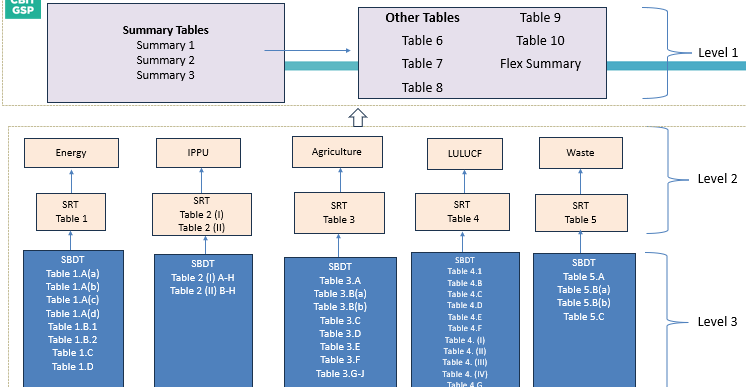 CBIT
GSP
Summary Tables
Summary 1
Summary 2
Summary 3
Other Tables
Table 6
Table 7
Table 8
Table 9
Table 10
Flex Summary
Level 1
Energy
IPPU
Agriculture
LULUCF
Waste
Level 2
SRT
Table 1
SRT
Table 2 (I)
Table 2 (II)
SRT
Table 3
SRT
Table 4
SRT
Table 5
SBDT
Table 1.A(a)
Table 1.A(b)
Table 1.A(c)
Table 1.A(d)
Table 1.B.1
Table 1.B.2
Table 1.C
Table 1.D
SBDT
Table 2 (I) A-H
Table 2 (II) B-H
SBDT
Table 3.A
Table 3.B(a)
Table 3.B(b)
Table 3.C
Table 3.D
Table 3.E
Table 3.F
Table 3.G-J
SBDT
Table 4.1
Table 4.B
Table 4.C
Table 4.D
Table 4.E
Table 4.F
Table 4. (I)
Table 4. (II)
Table 4. (III)
Table 4. (IV)
Table 4.G
SBDT
Table 5.A
Table 5.B(a)
Table 5.B(b)
Table 5.C
Level 3